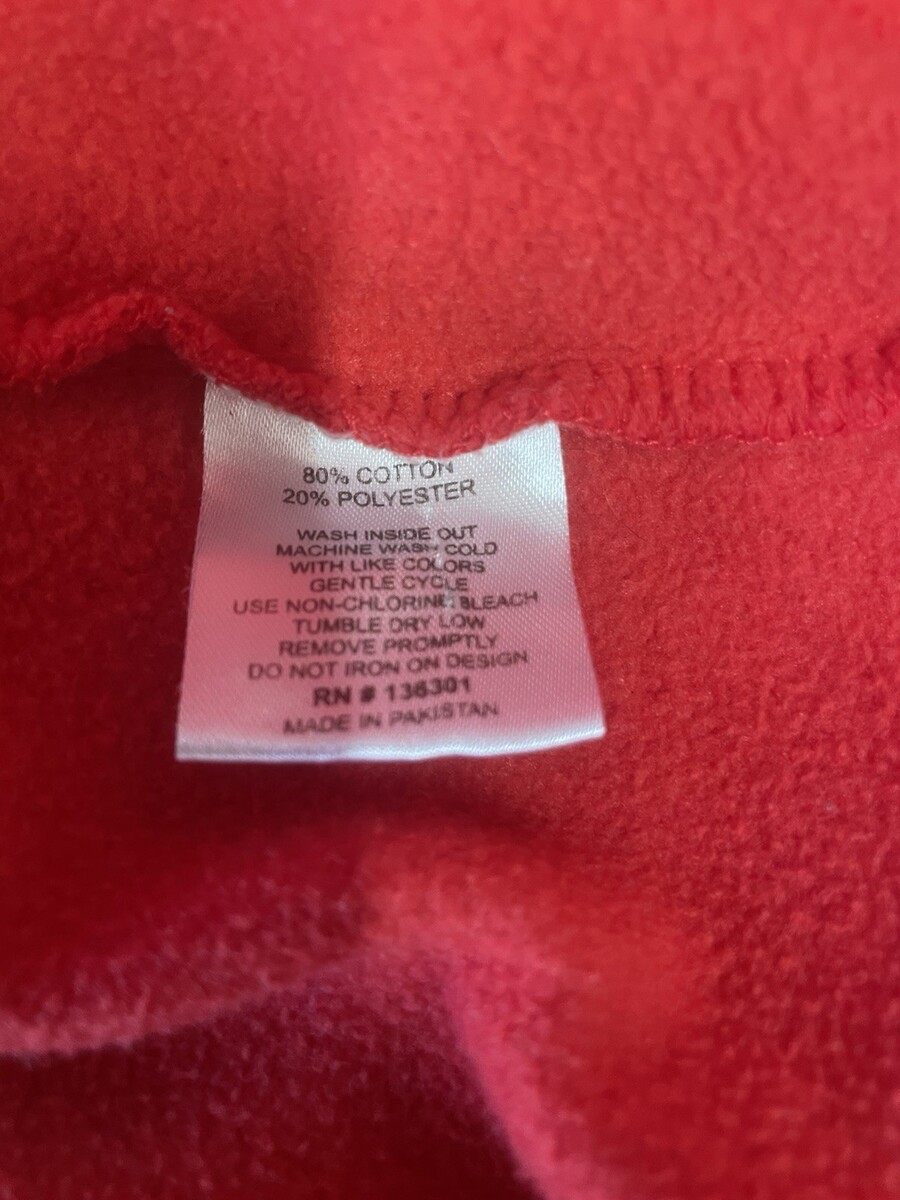 80% COTTON
20% POLYESTER
WASH INSIDE OUT
MACHINE WASH COLD
WITH LIKE COLORS
GENTLE CYCLE
USE NON-CHLORINE BLEACH
TUMBLE DRY LOW
REMOVE PROMPTLY
DO NOT IRON ON DESIGN
RN # 136301
MADE IN PAKISTAN